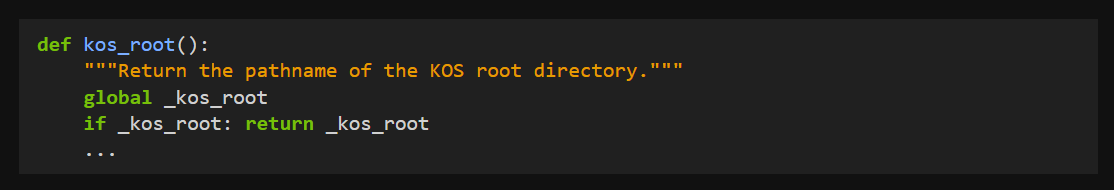 def kos_root():
    """Return the pathname of the KOS root directory."""
    global _kos_root
    if _kos_root: return _kos_root
    ...